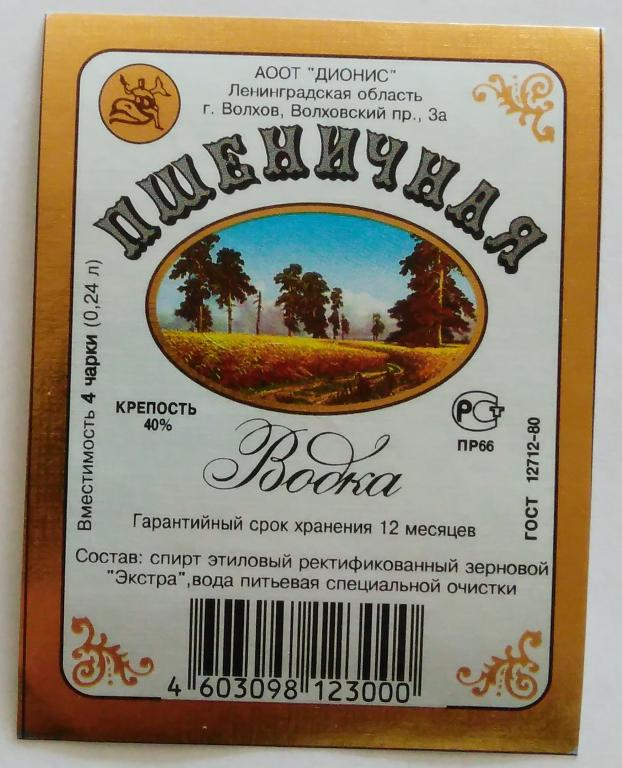 АООТ "ДИОНИС"
Ленинградская область
г. Волхов, Волховский пр., 3а
ПШЕНИЧНАЯ
Вместимость 4 чарки (0,24 л)
КРЕПОСТЬ
40%
РСТ
ПР66
ГОСТ 12712-80
Водка
Гарантийный срок хранения 12 месяцев
Состав: спирт этиловый ректификованный зерновой
"Экстра",вода питьевая специальной очистки
4 603098 123000